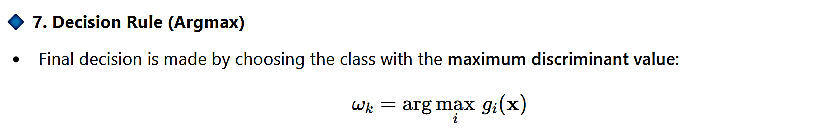 7. Decision Rule (Argmax)
• Final decision is made by choosing the class with the maximum discriminant value:
ωₖ = arg max gᵢ(x)
i